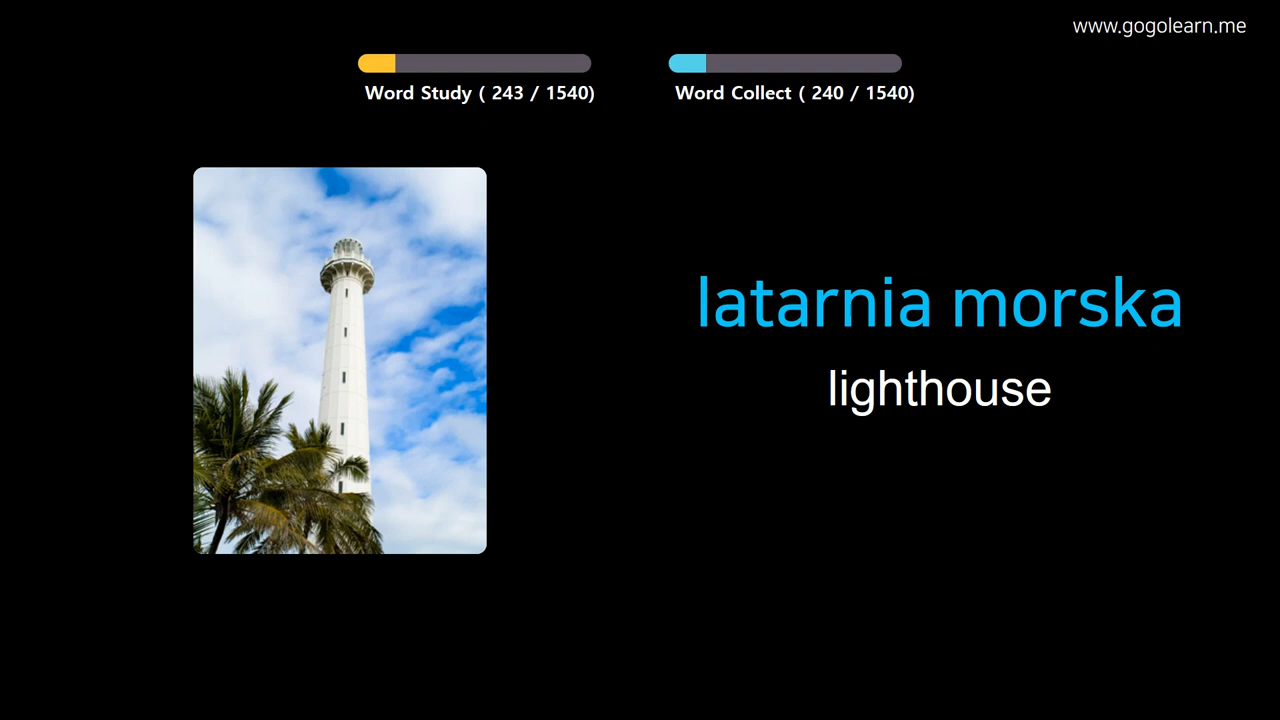 www.gogolearn.me
Word Study ( 243 / 1540)
Word Collect ( 240 / 1540)
latarnia morska
lighthouse